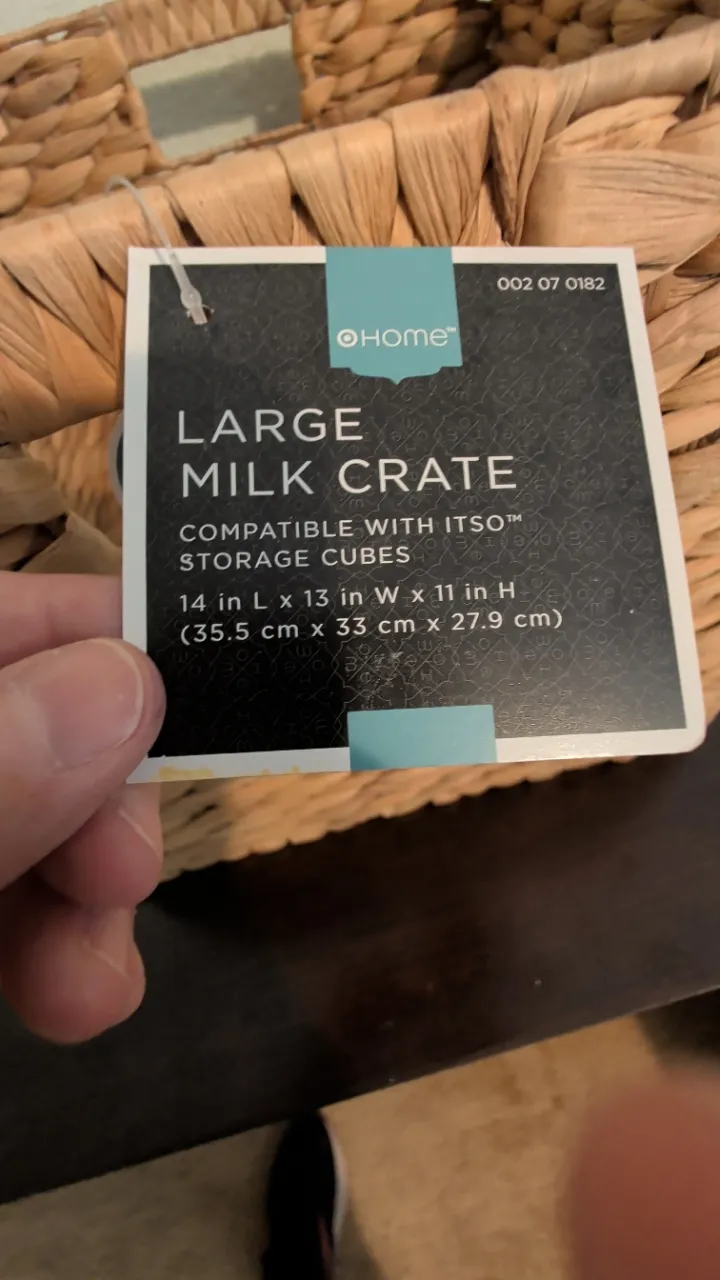 002 07 0182
HOME™
LARGE
MILK CRATE
COMPATIBLE WITH ITSO™
STORAGE CUBES
14 in L x 13 in W x 11 in H
(35.5 cm x 33 cm x 27.9 cm)